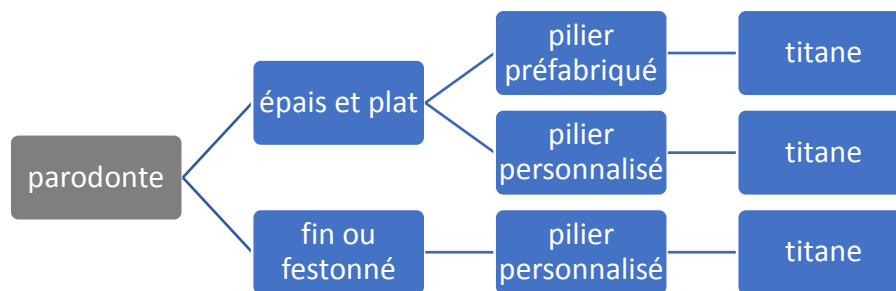 pilier
préfabriqué
titane
épais et plat
pilier
personnalisé
titane
parodonte
fin ou
festonné
pilier
personnalisé
titane